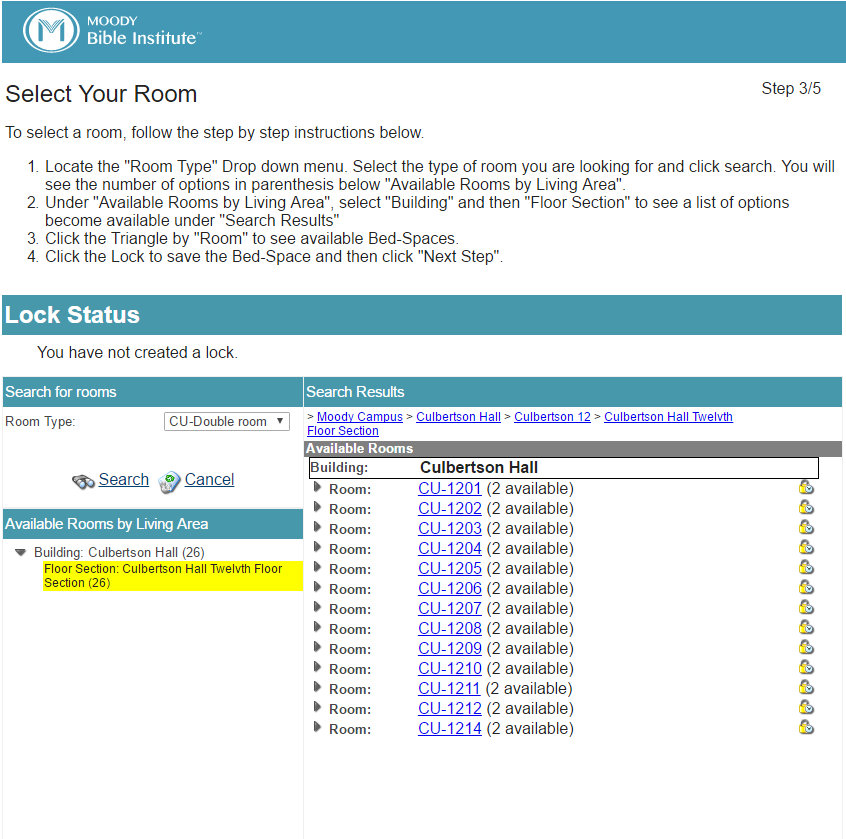 MOODY
Bible Institute™
Select Your Room
Step 3/5
To select a room, follow the step by step instructions below.
1. Locate the "Room Type" Drop down menu. Select the type of room you are looking for and click search. You will
see the number of options in parenthesis below "Available Rooms by Living Area".
2. Under "Available Rooms by Living Area", select "Building" and then "Floor Section" to see a list of options
become available under "Search Results"
3. Click the Triangle by "Room" to see available Bed-Spaces.
4. Click the Lock to save the Bed-Space and then click "Next Step".
Lock Status
You have not created a lock.
Search for rooms
Room Type: CU-Double room
Search Cancel
Available Rooms by Living Area
Building: Culbertson Hall (26)
Floor Section: Culbertson Hall Twelvth Floor
Section (26)
Search Results
> Moody Campus > Culbertson Hall > Culbertson 12 > Culbertson Hall Twelvth
Floor Section
Available Rooms
Building: Culbertson Hall
Room: CU-1201 (2 available)
Room: CU-1202 (2 available)
Room: CU-1203 (2 available)
Room: CU-1204 (2 available)
Room: CU-1205 (2 available)
Room: CU-1206 (2 available)
Room: CU-1207 (2 available)
Room: CU-1208 (2 available)
Room: CU-1209 (2 available)
Room: CU-1210 (2 available)
Room: CU-1211 (2 available)
Room: CU-1212 (2 available)
Room: CU-1214 (2 available)